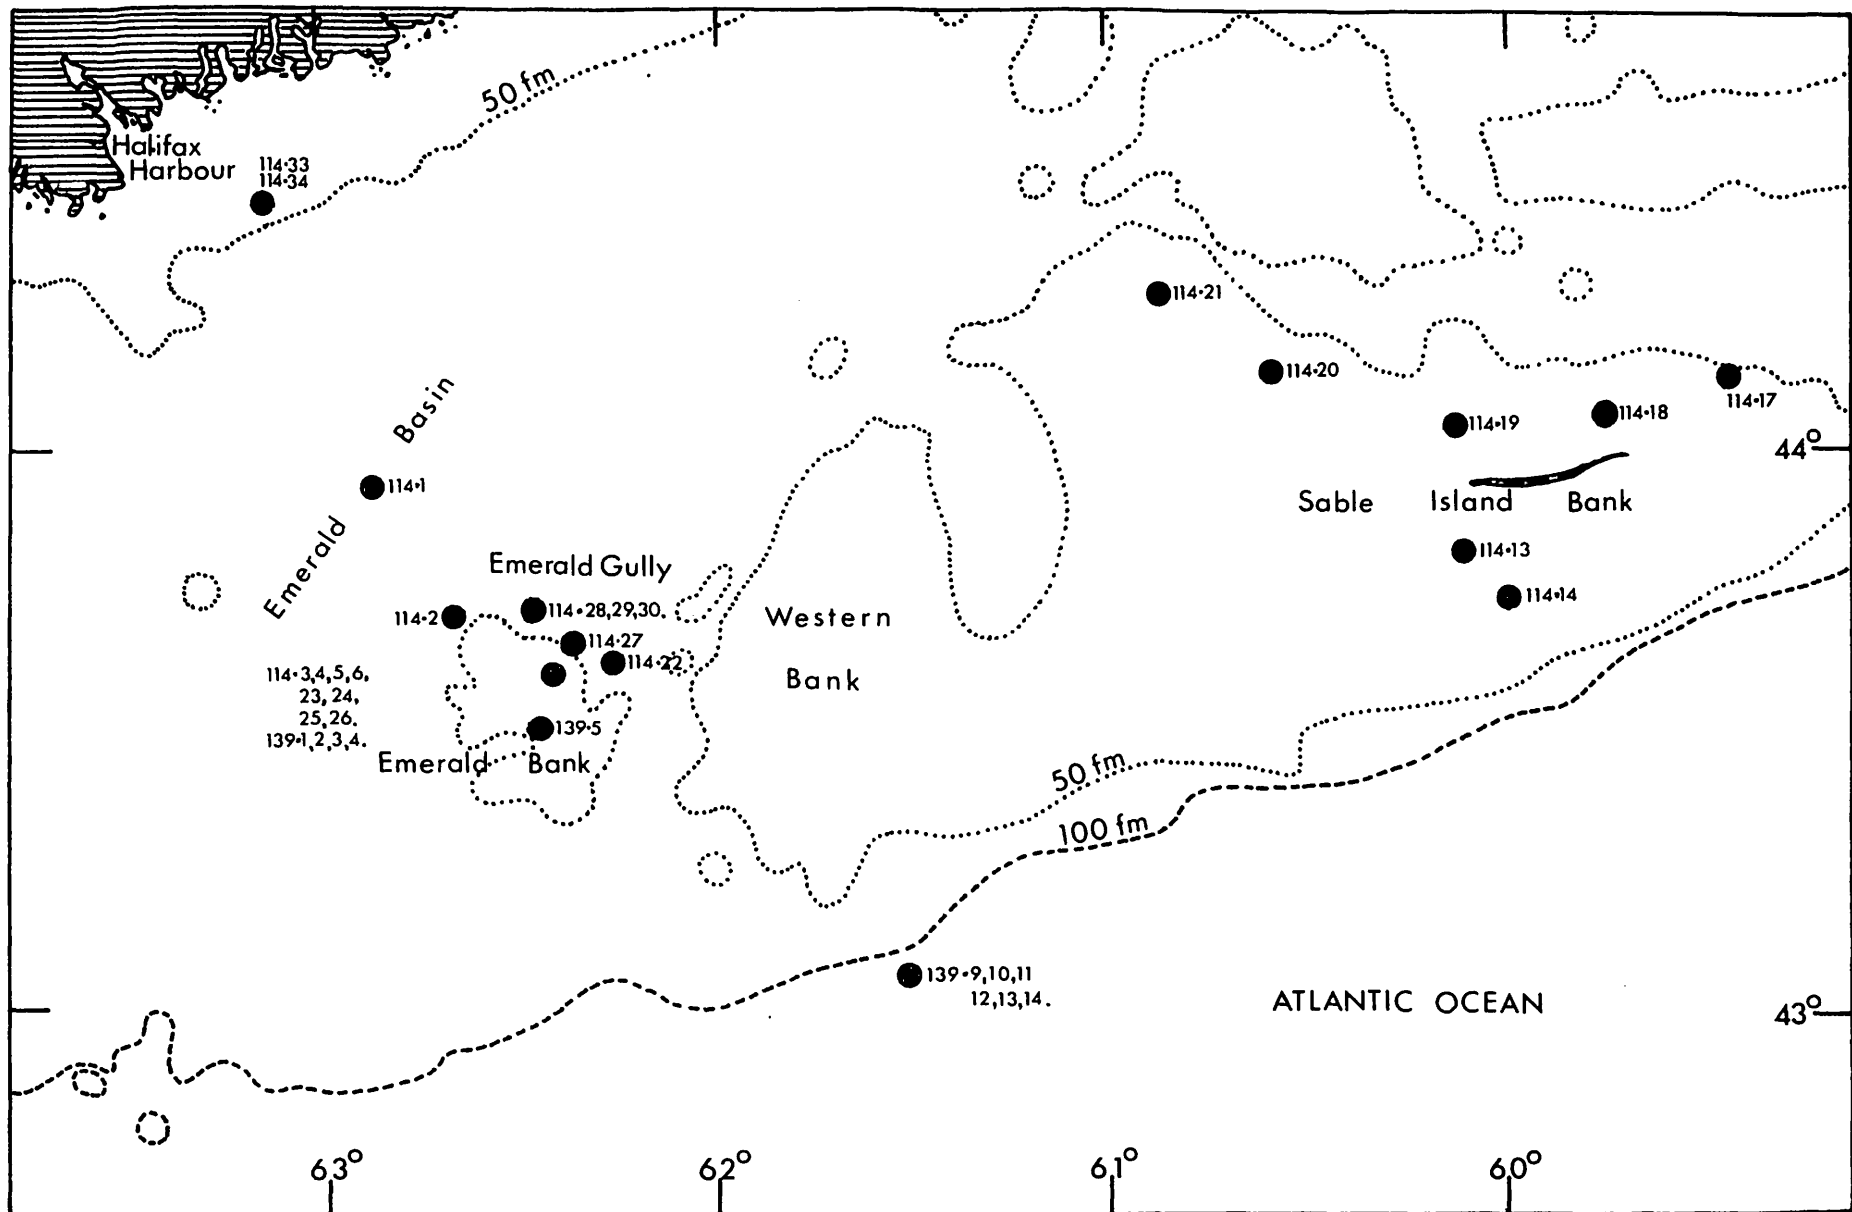 50 fm
Halifax
Harbour
114·33
114·34
114·21
114·20
114·17
114·18
114·19
44°
Basin
Emerald
114·1
Sable Island Bank
114·13
114·14
Emerald Gully
114·2
114·28,29,30.
114·27
114·22
Western
Bank
114·3,4,5,6,
23, 24,
25, 26.
139·1,2,3,4.
139·5
Emerald Bank
50 fm
100 fm
139·9,10,11
12,13,14.
ATLANTIC OCEAN
43°
63° 62° 61° 60°